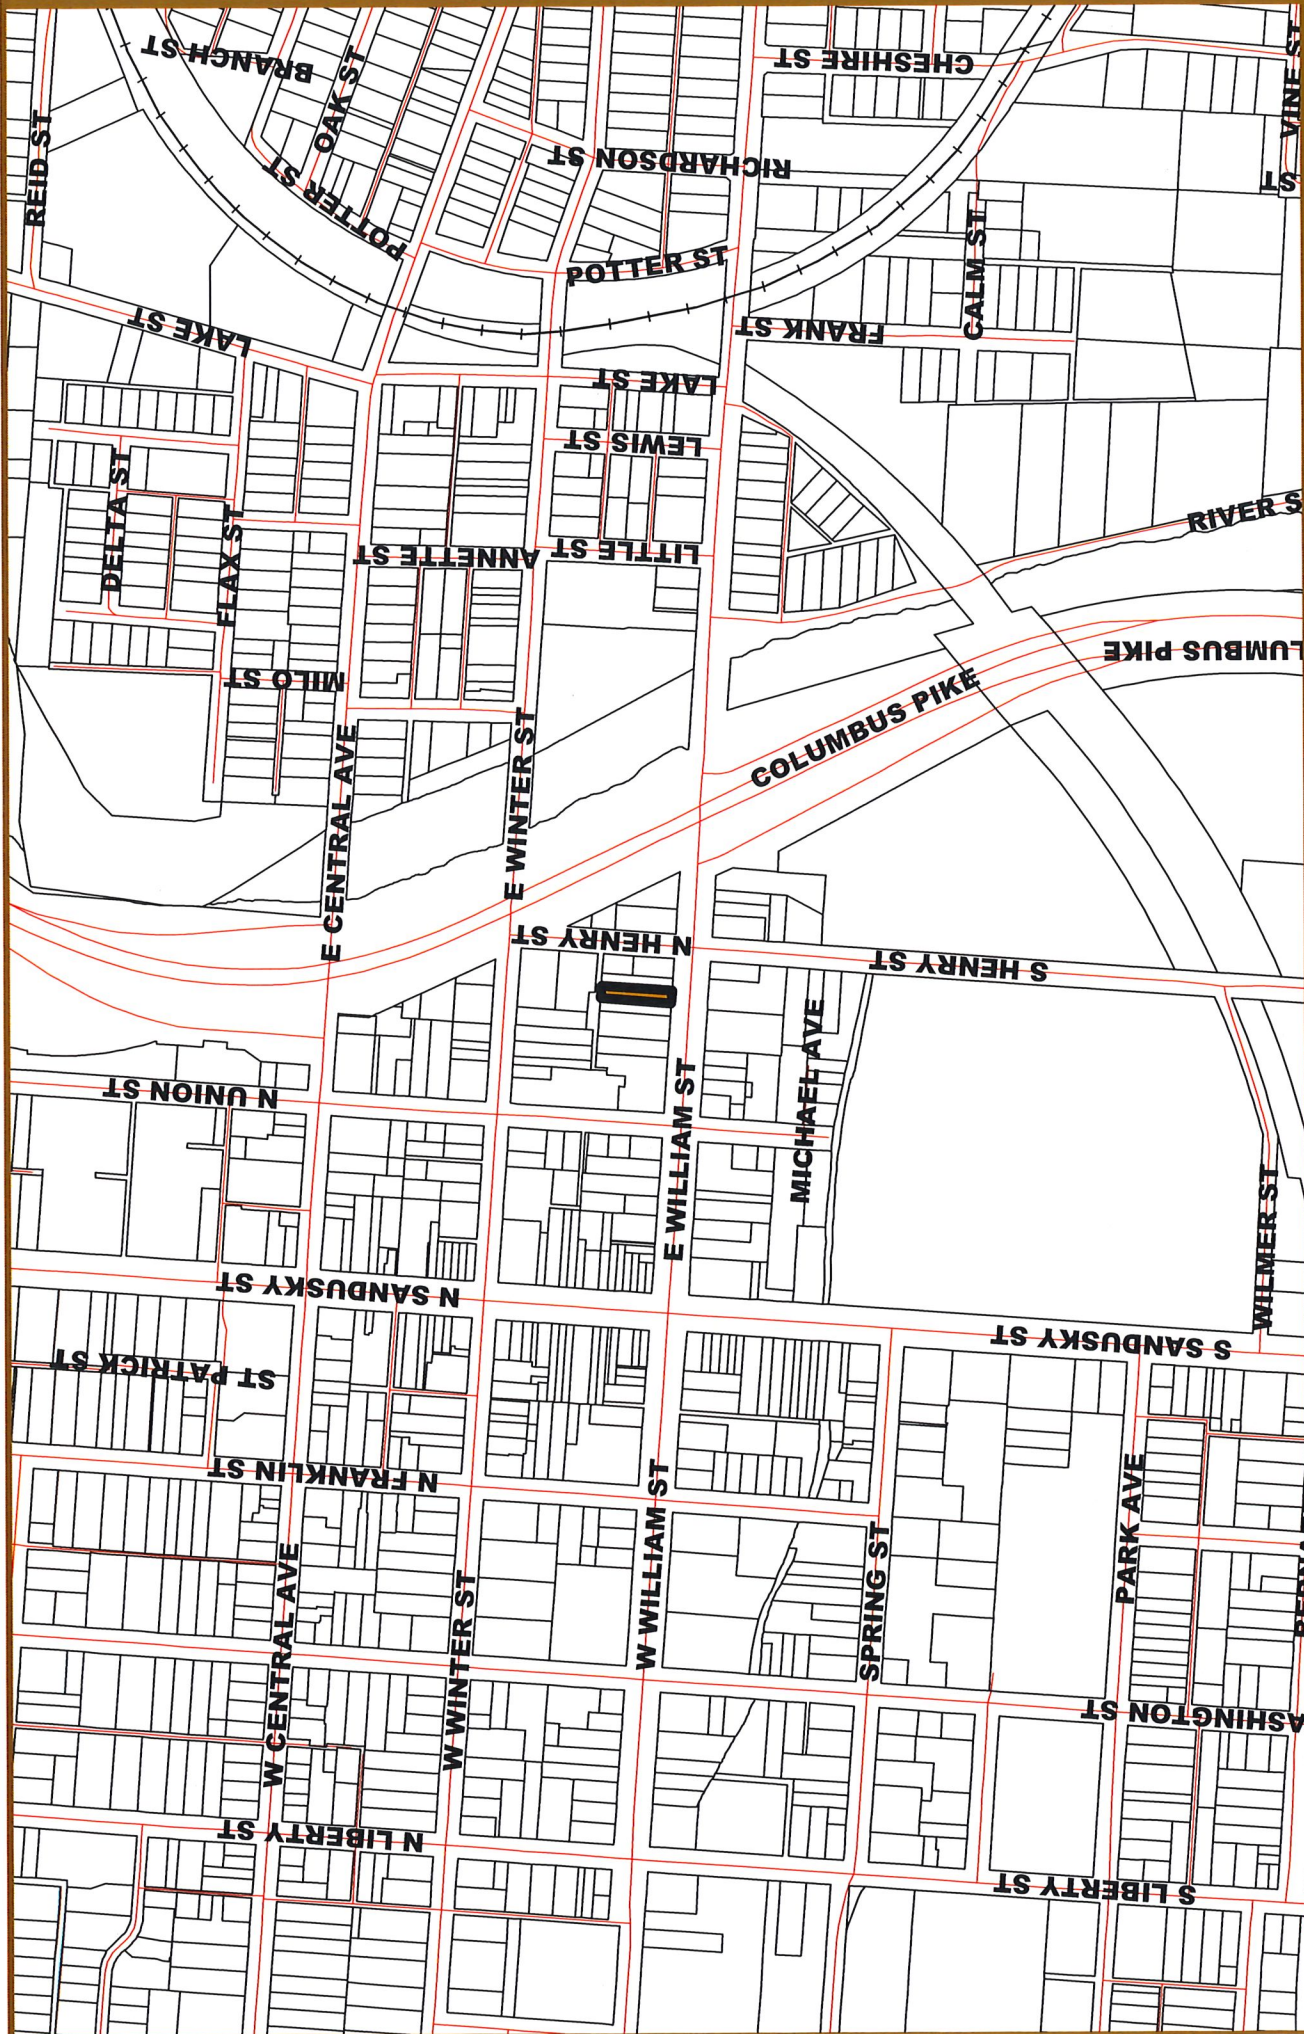 BRANCH ST
OAK ST
CHESHIRE ST
VINE ST
REID ST
RICHARDSON ST
ST
POTTER ST
POTTER ST
CALM ST
LAKE ST
FRANK ST
LAKE ST
LEWIS ST
DELTA ST
FLAX ST
RIVER S
ANNETTE ST
LITTLE ST
MILO ST
LUMBUS PIKE
COLUMBUS PIKE
E CENTRAL AVE
E WINTER ST
N HENRY ST
S HENRY ST
MICHAEL AVE
N UNION ST
E WILLIAM ST
WILMER ST
N SANDUSKY ST
S SANDUSKY ST
ST PATRICK ST
N FRANKLIN ST
W CENTRAL AVE
W WINTER ST
W WILLIAM ST
SPRING ST
PARK AVE
ASHINGTON ST
N LIBERTY ST
S LIBERTY ST